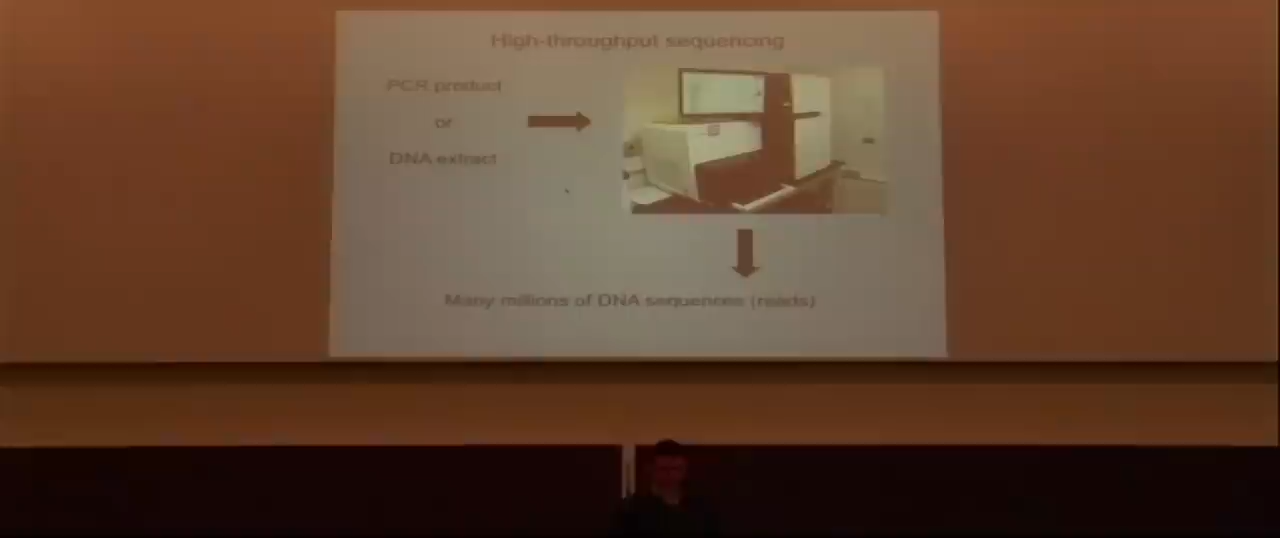 High-throughput sequencing
PCR product
or
DNA extract
Many millions of DNA sequences (reads)